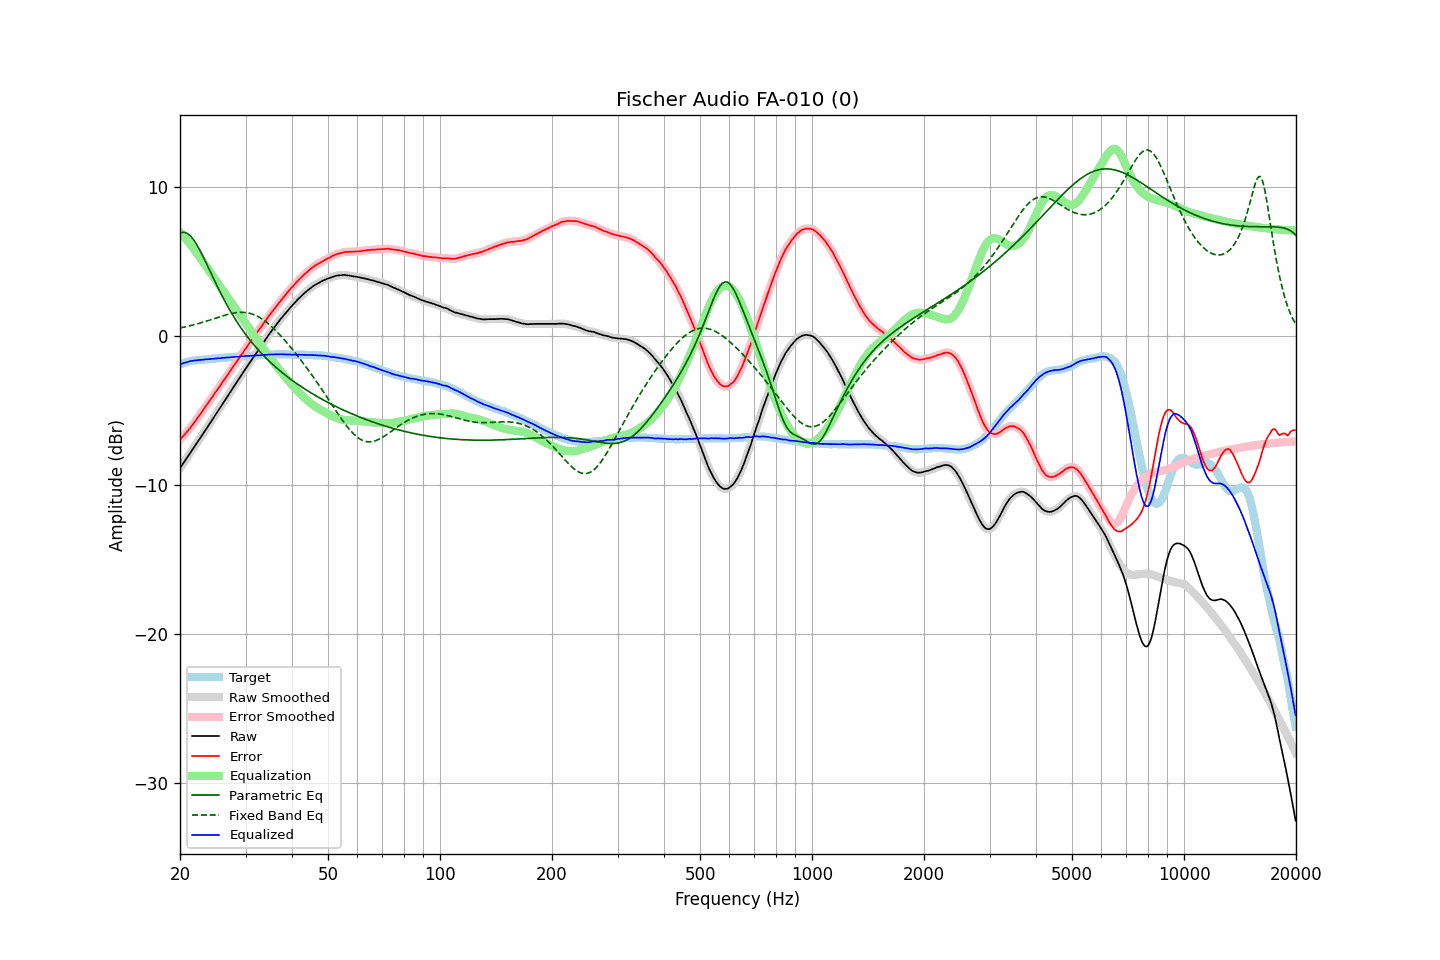 Fischer Audio FA-010 (0)
Amplitude (dBr)
10
0
−10
−20
−30
Target
Raw Smoothed
Error Smoothed
Raw
Error
Equalization
Parametric Eq
Fixed Band Eq
Equalized
20 50 100 200 500 1000 2000 5000 10000 20000
Frequency (Hz)